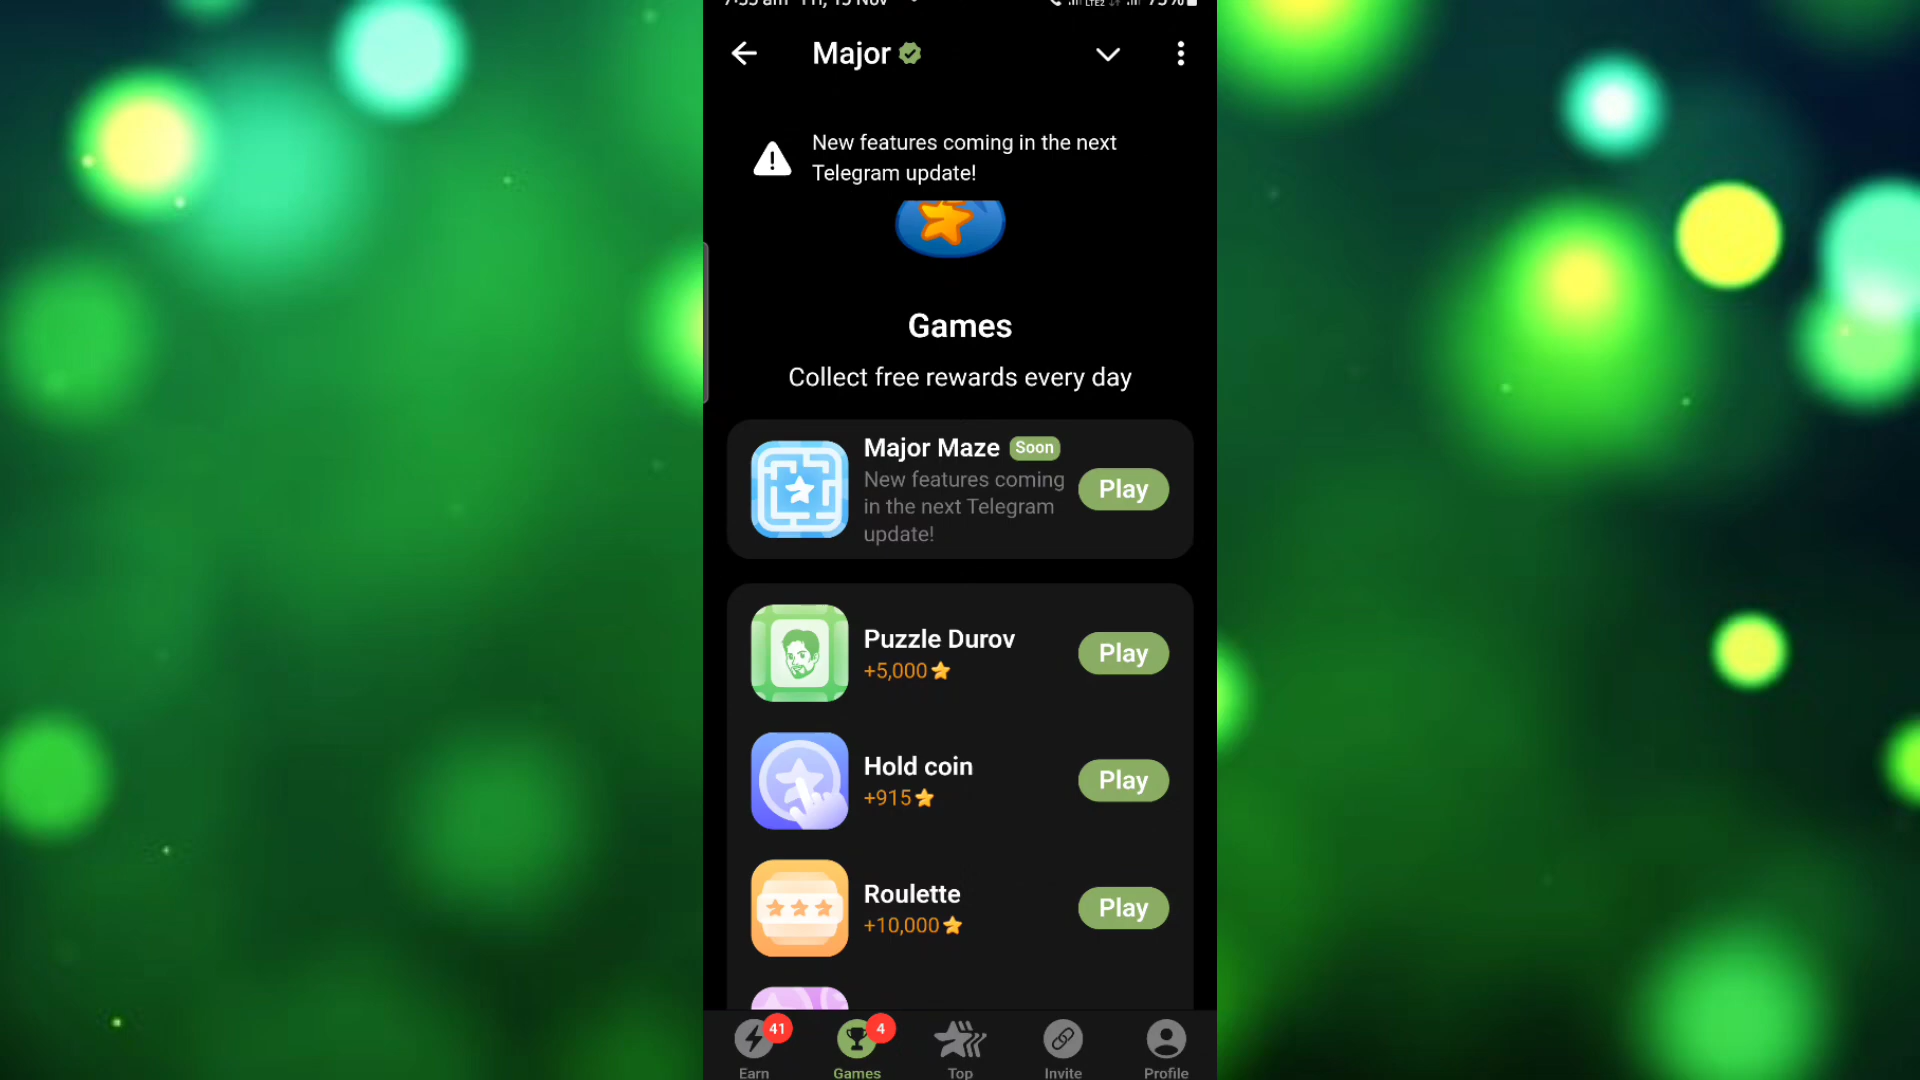 Major
New features coming in the next
Telegram update!
Games
Collect free rewards every day
Major Maze Soon
New features coming
in the next Telegram
update!
Play
Puzzle Durov
+5,000
Play
Hold coin
+915
Play
Roulette
+10,000
Play
41
4
Earn
Games
Top
Invite
Profile